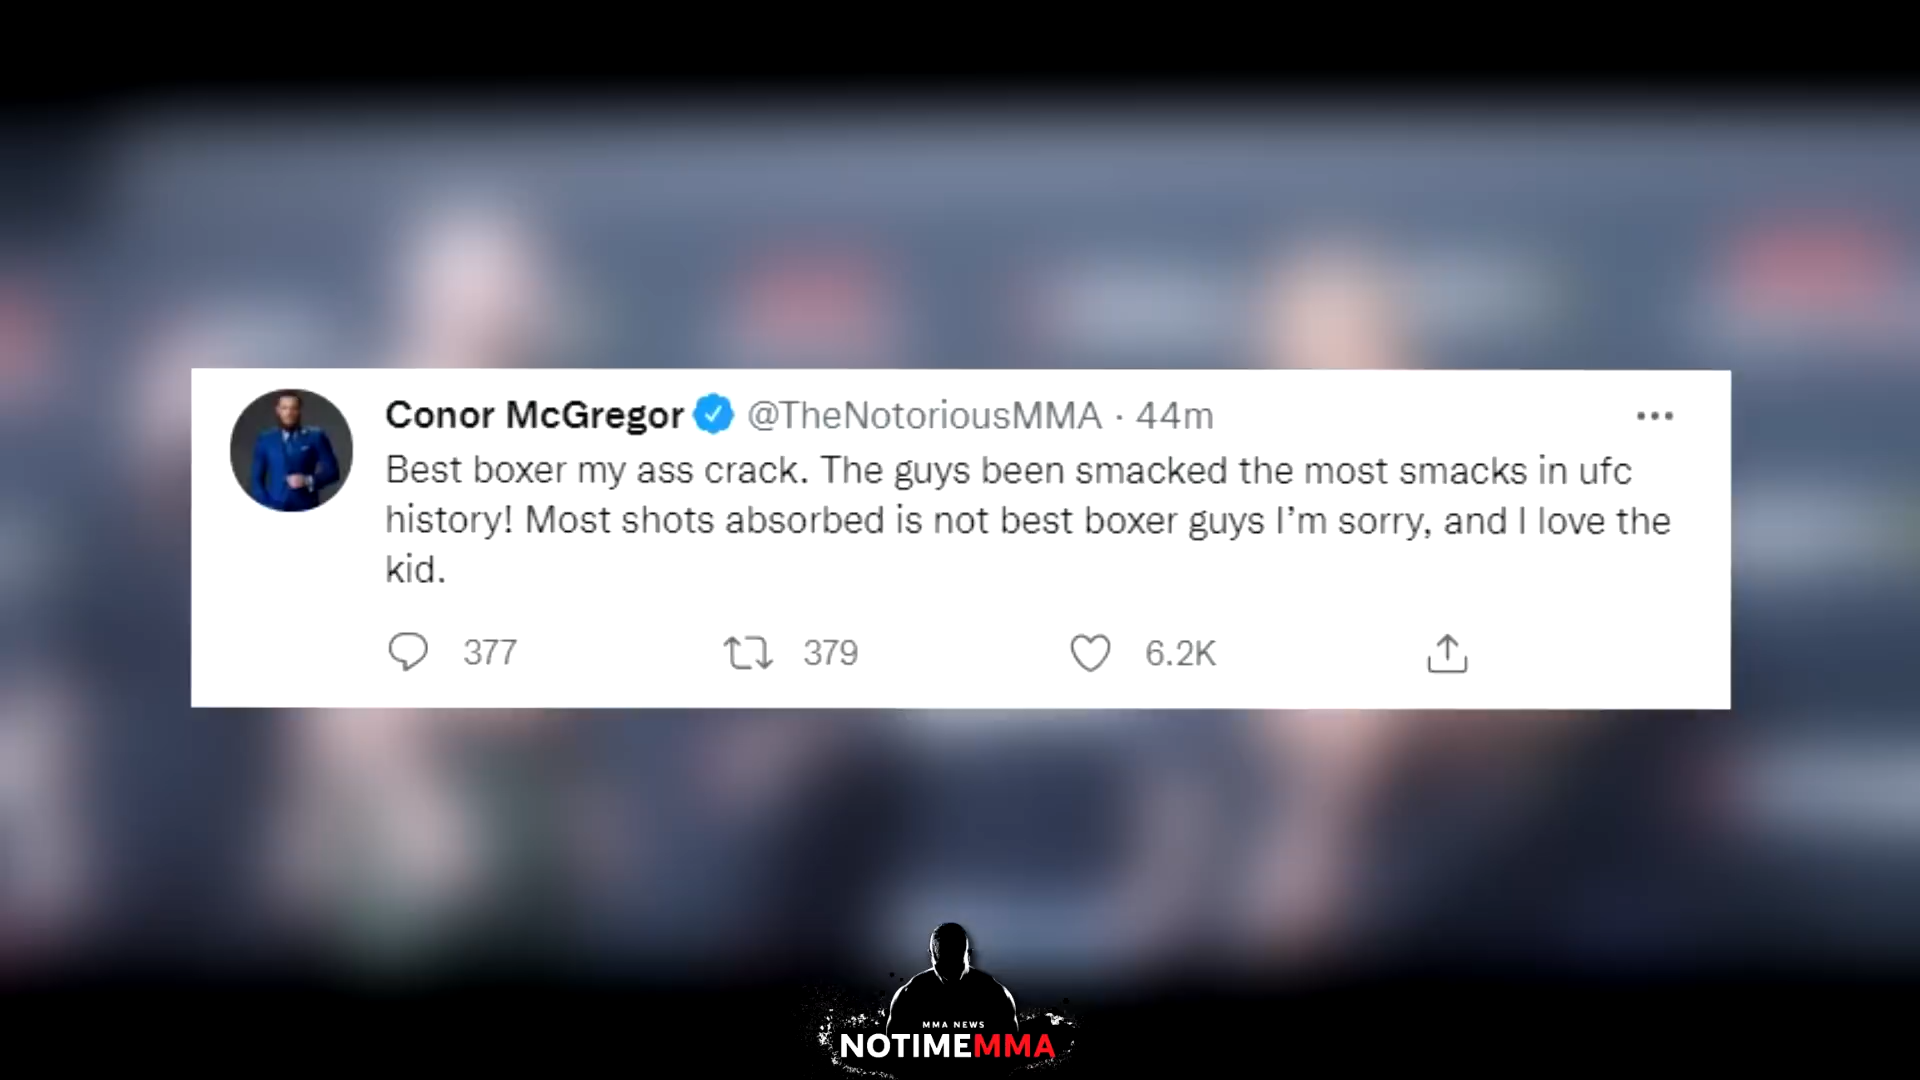 Conor McGregor @TheNotoriousMMA · 44m
Best boxer my ass crack. The guys been smacked the most smacks in ufc
history! Most shots absorbed is not best boxer guys I’m sorry, and I love the
kid.
377 379 6.2K
MMA NEWS
NOTIMEMMA